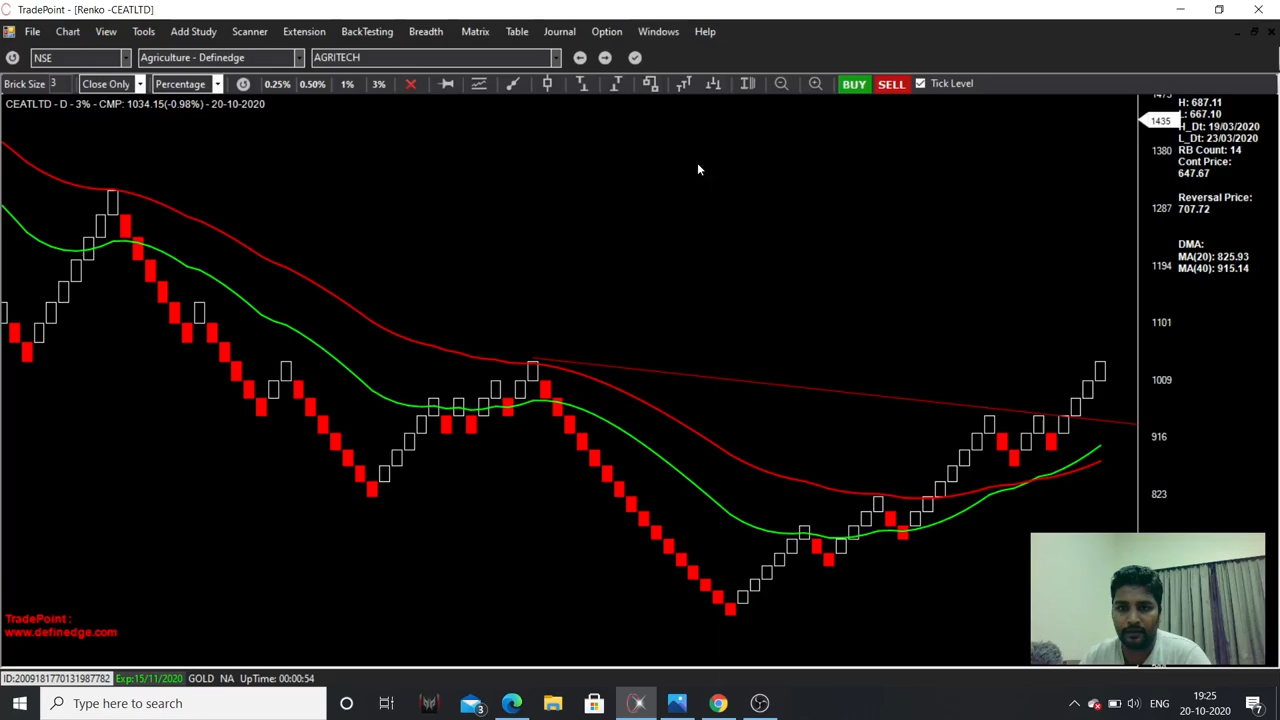 TradePoint - [Renko -CEATLTD]
File Chart View Tools Add Study Scanner Extension BackTesting Breadth Matrix Table Journal Option Windows Help
NSE Agriculture - Definedge AGRITECH
Brick Size 3 Close Only Percentage 0.25% 0.50% 1% 3% BUY SELL Tick Level
CEATLTD - D - 3% - CMP: 1034.15(-0.98%) - 20-10-2020
1435
1380
1287
1194
1101
1009
916
823
H: 687.11
L: 667.10
H_Dt: 19/03/2020
L_Dt: 23/03/2020
RB Count: 14
Cont Price:
647.67
Reversal Price:
707.72
DMA:
MA(20): 825.93
MA(40): 915.14
TradePoint :
www.definedge.com
ID:2009181770131987782 Exp:15/11/2020 GOLD NA UpTime: 00:00:54
Type here to search
3
ENG
19:25
20-10-2020
7